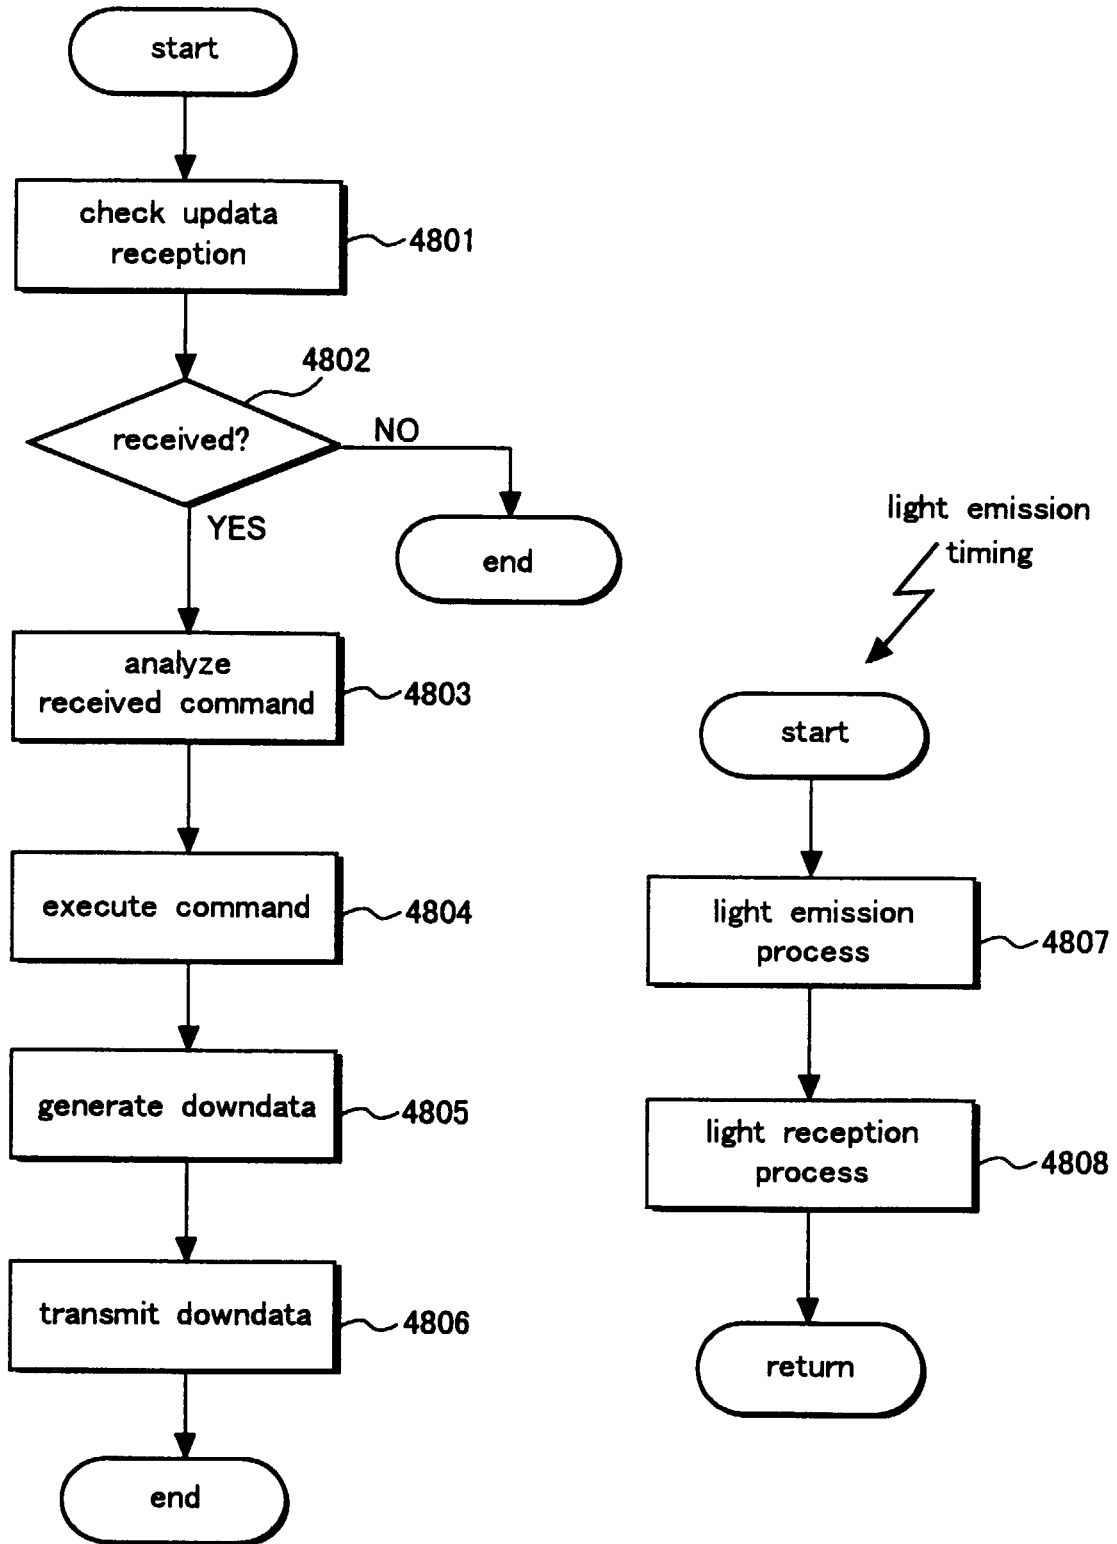 start
check updata
reception
4801
4802
received?
NO
YES
end
analyze
received command
4803
execute command
4804
generate downdata
4805
transmit downdata
4806
end
light emission
timing
start
light emission
process
4807
light reception
process
4808
return